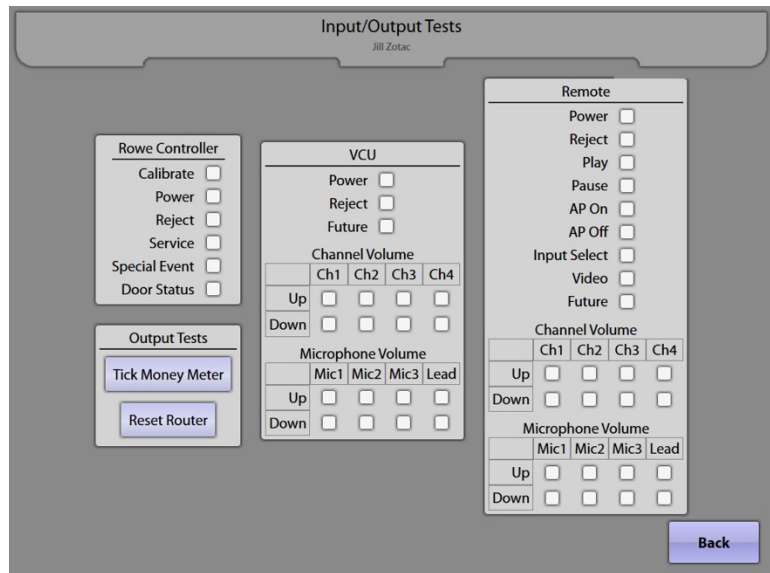 Input/Output Tests
Jill Zotac
Rowe Controller
Calibrate
Power
Reject
Service
Special Event
Door Status
Output Tests
Tick Money Meter
Reset Router
VCU
Power
Reject
Future
Channel Volume
Ch1 Ch2 Ch3 Ch4
Up
Down
Microphone Volume
Mic1 Mic2 Mic3 Lead
Up
Down
Remote
Power
Reject
Play
Pause
AP On
AP Off
Input Select
Video
Future
Channel Volume
Ch1 Ch2 Ch3 Ch4
Up
Down
Microphone Volume
Mic1 Mic2 Mic3 Lead
Up
Down
Back